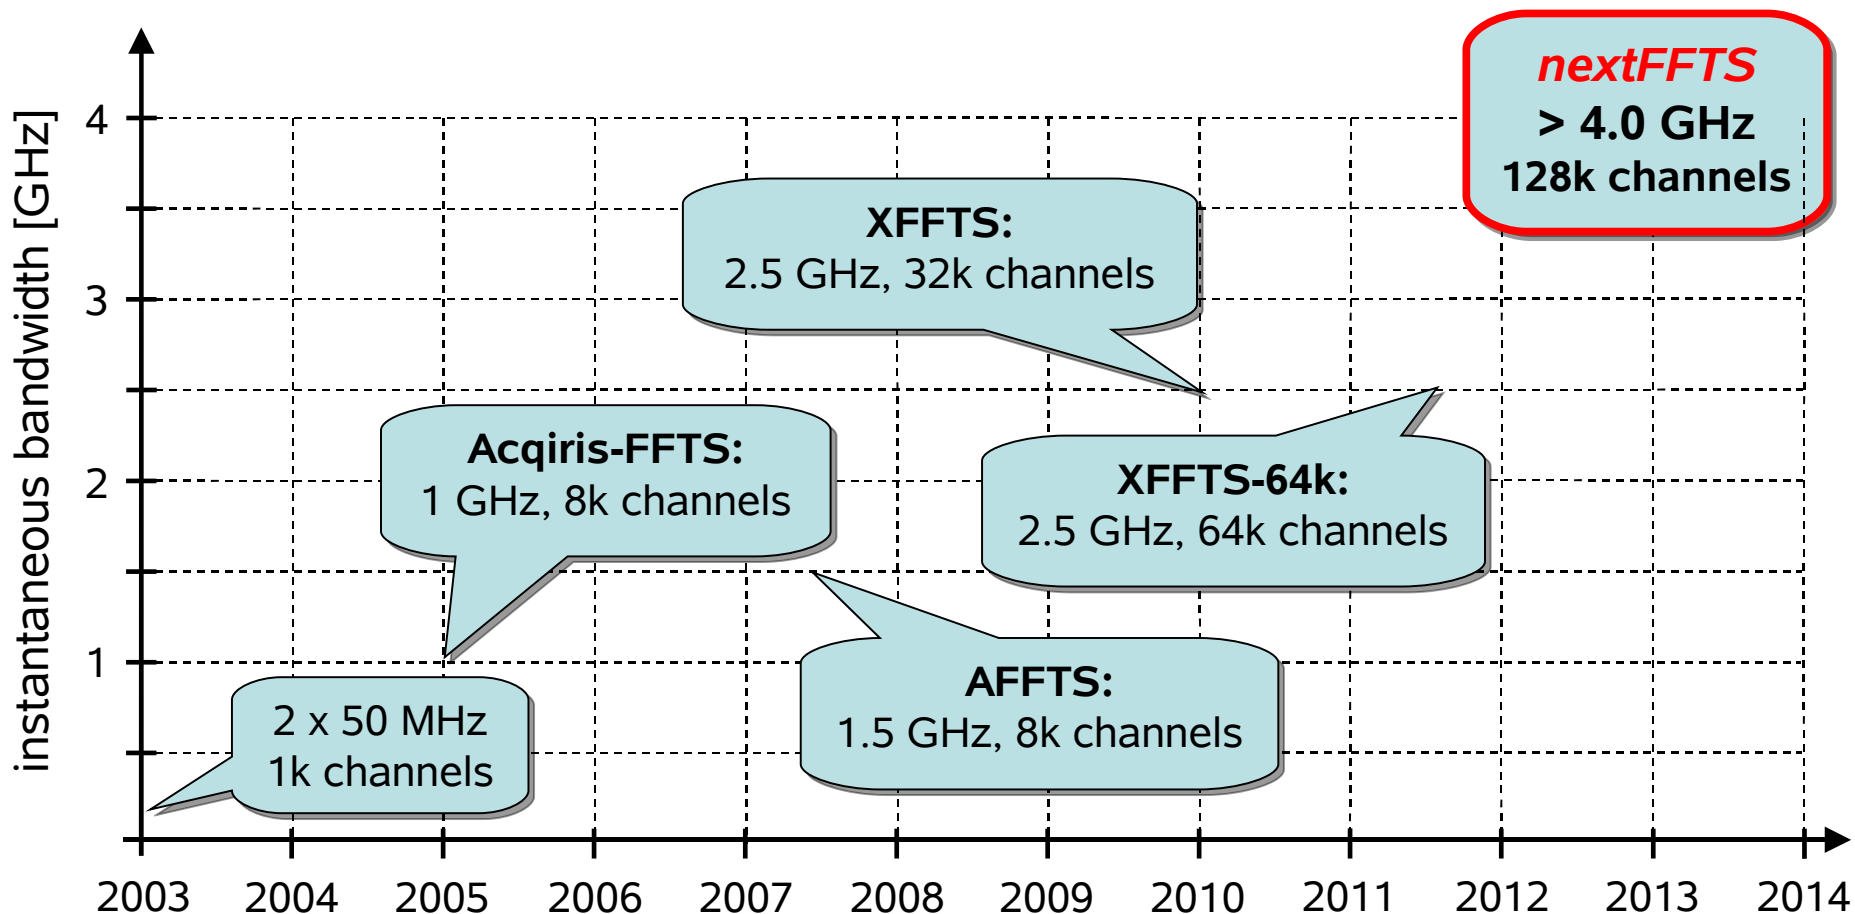 nextFFTS
> 4.0 GHz
128k channels
instantaneous bandwidth [GHz]
4
3
2
1
XFFTS:
2.5 GHz, 32k channels
Acqiris-FFTS:
1 GHz, 8k channels
XFFTS-64k:
2.5 GHz, 64k channels
AFFTS:
1.5 GHz, 8k channels
2 x 50 MHz
1k channels
2003 2004 2005 2006 2007 2008 2009 2010 2011 2012 2013 2014